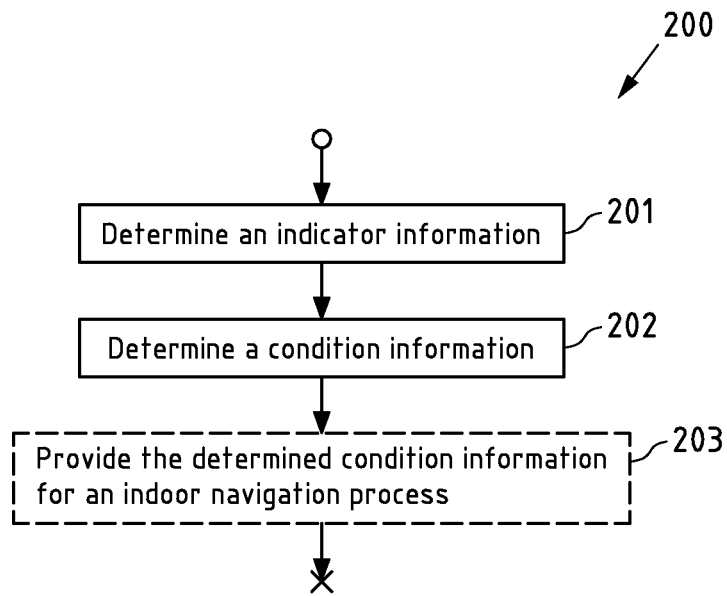 200
Determine an indicator information
201
Determine a condition information
202
Provide the determined condition information
for an indoor navigation process
203